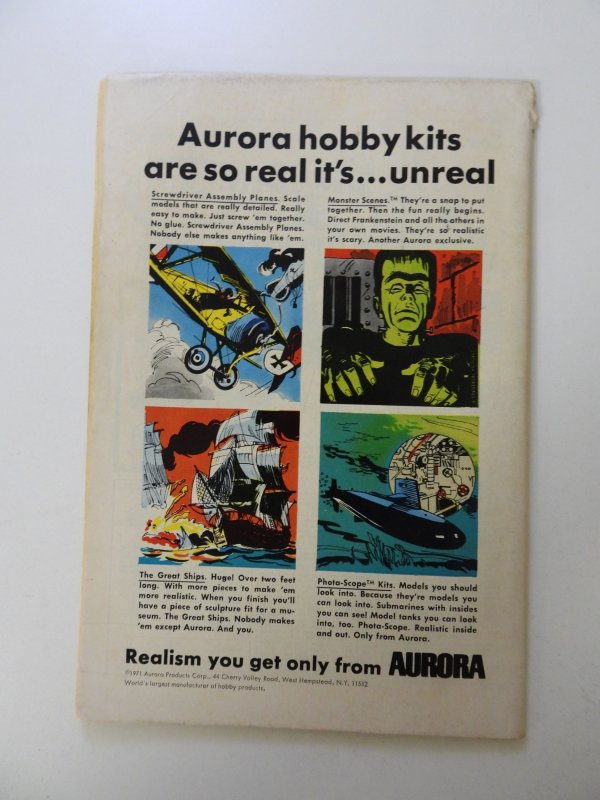 Aurora hobby kits
are so real it's...unreal
Screwdriver Assembly Planes. Scale
models that are really detailed. Really
easy to make. Just screw 'em together.
No glue. Screwdriver Assembly Planes.
Nobody else makes anything like 'em.
Monster Scenes.™ They're a snap to put
together. Then the fun really begins.
Direct Frankenstein and all the others in
your own movies. They're so realistic
it's scary. Another Aurora exclusive.
The Great Ships. Huge! Over two feet
long. With more pieces to make 'em
more realistic. When you finish you'll
have a piece of sculpture fit for a mu-
seum. The Great Ships. Nobody makes
'em except Aurora. And you.
Phota-Scope™ Kits. Models you should
look into. Because they're models you
can look into. Submarines with insides
you can see! Model tanks you can look
into, too. Phota-Scope. Realistic inside
and out. Only from Aurora.
Realism you get only from AURORA
©1971 Aurora Products Corp., 44 Cherry Valley Road, West Hempstead, N.Y. 11552
World's largest manufacturer of hobby products.